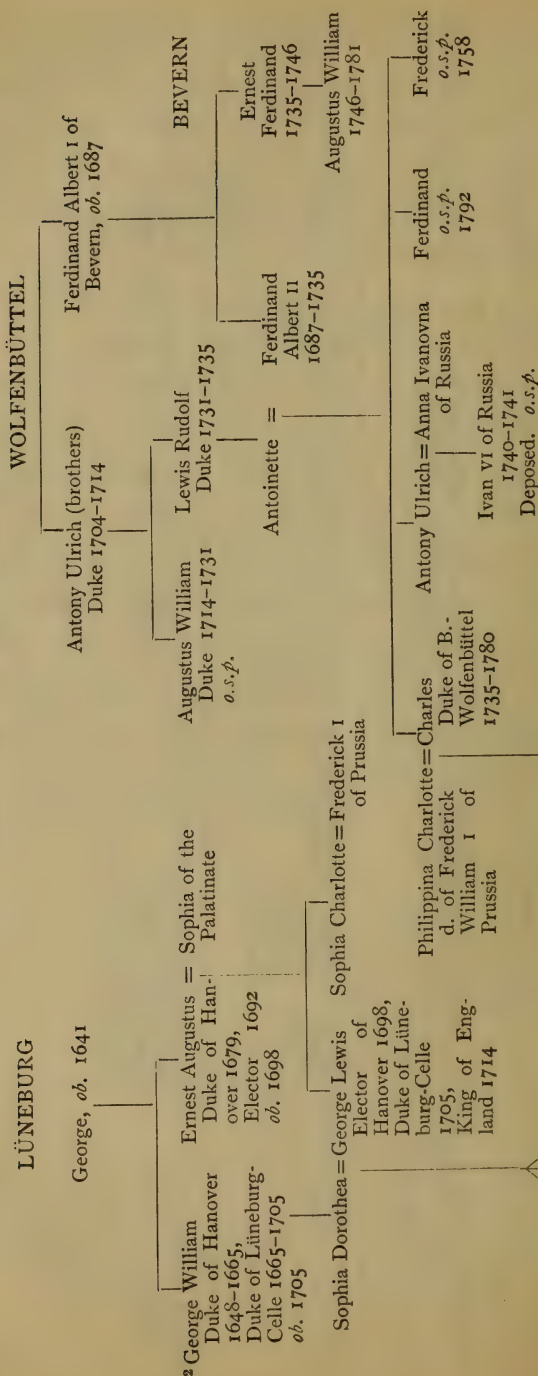 LÜNEBURG
George, ob. 1641
² George William
Duke of Hanover
1648–1665,
Duke of Lüneburg-
Celle 1665–1705
ob. 1705
Ernest Augustus = Sophia of the
Duke of Han- Palatinate
over 1679,
Elector 1692
ob. 1698
Sophia Dorothea = George Lewis
Elector of
Hanover 1698,
Duke of Lüne-
burg-Celle
1705,
King of Eng-
land 1714
Sophia Charlotte = Frederick I
of Prussia
WOLFENBÜTTEL
Antony Ulrich (brothers)
Duke 1704–1714
Ferdinand Albert I of
Bevern, ob. 1687
Augustus William
Duke 1714–1731
o.s.p.
Lewis Rudolf
Duke 1731–1735
BEVERN
Antoinette =
Ferdinand
Albert II
1687–1735
Ernest
Ferdinand
1735–1746
Augustus William
1746–1781
Philippina Charlotte = Charles
d. of Frederick
William I of
Prussia
Duke of B.-
Wolfenbüttel
1735–1780
Antony Ulrich = Anna Ivanovna
of Russia
Ivan VI of Russia
1740–1741
Deposed. o.s.p.
Ferdinand
o.s.p.
1792
Frederick
o.s.p.
1758